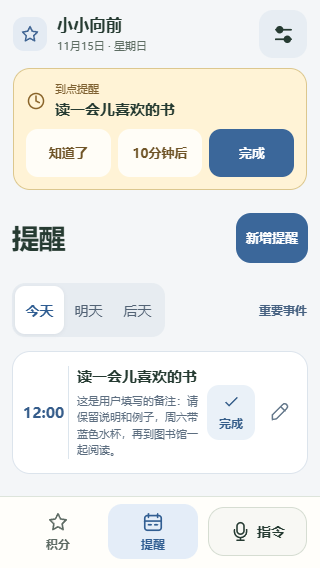 小小向前
11月15日 · 星期日
到点提醒
读一会儿喜欢的书
知道了
10分钟后
完成
提醒
新增提醒
今天
明天
后天
重要事件
12:00
读一会儿喜欢的书
这是用户填写的备注：请
保留说明和例子，周六带
蓝色水杯，再到图书馆一
起阅读。
完成
积分
提醒
指令